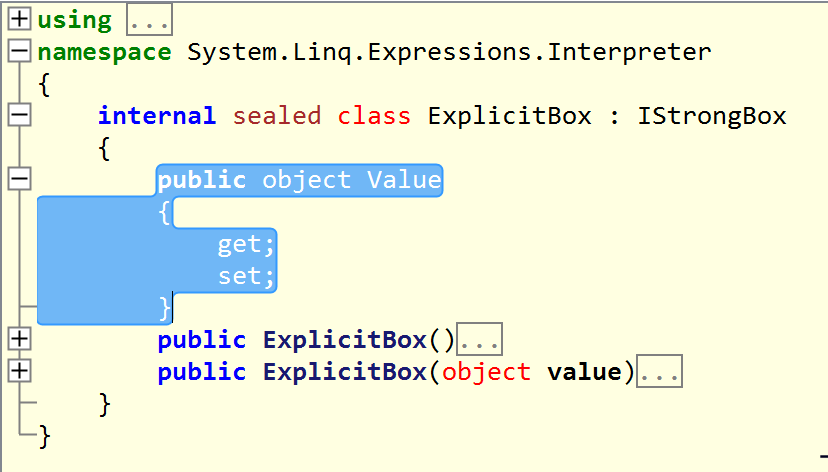 using ...
namespace System.Linq.Expressions.Interpreter
{
    internal sealed class ExplicitBox : IStrongBox
    {
        public object Value
        {
            get;
            set;
        }
        public ExplicitBox()...
        public ExplicitBox(object value)...
    }
}